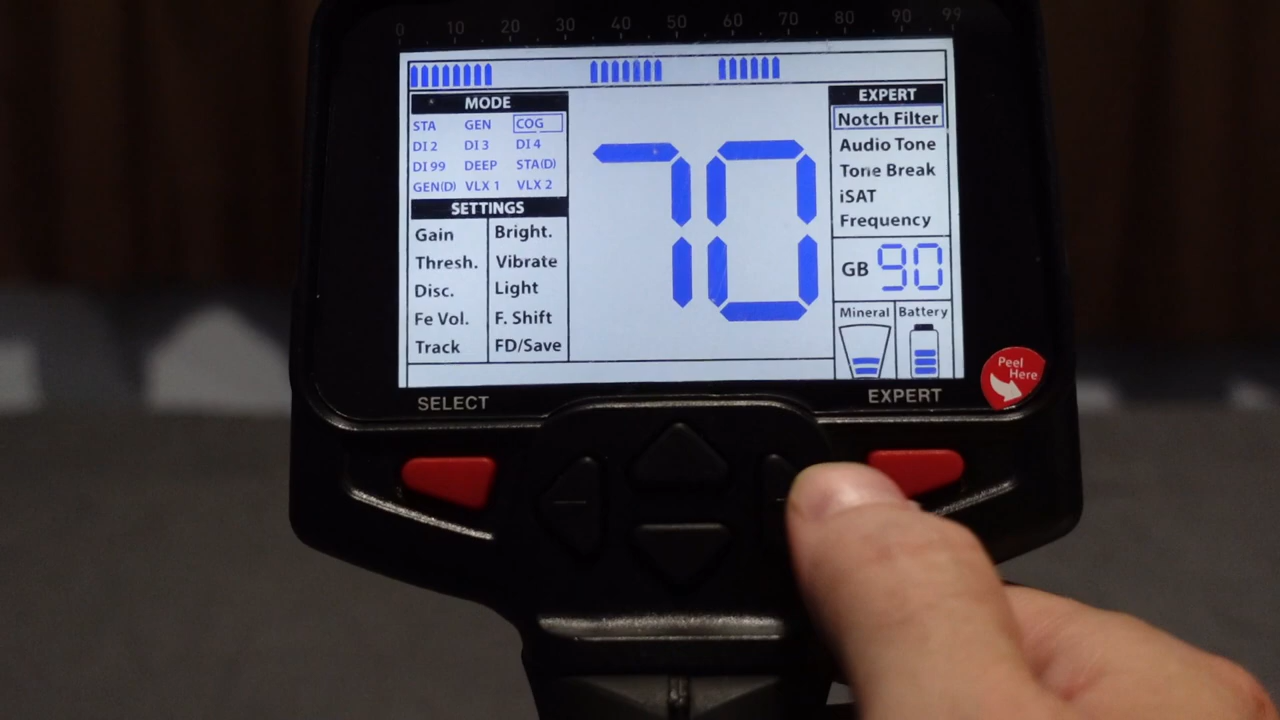 0 10 20 30 40 50 60 70 80 90 99
MODE
STA GEN COG
DI 2 DI 3 DI 4
DI 99 DEEP STA(D)
GEN(D) VLX 1 VLX 2
SETTINGS
Gain Bright.
Thresh. Vibrate
Disc. Light
Fe Vol. F. Shift
Track FD/Save
70
EXPERT
Notch Filter
Audio Tone
Tone Break
iSAT
Frequency
GB 90
Mineral Battery
Peel
Here
SELECT EXPERT